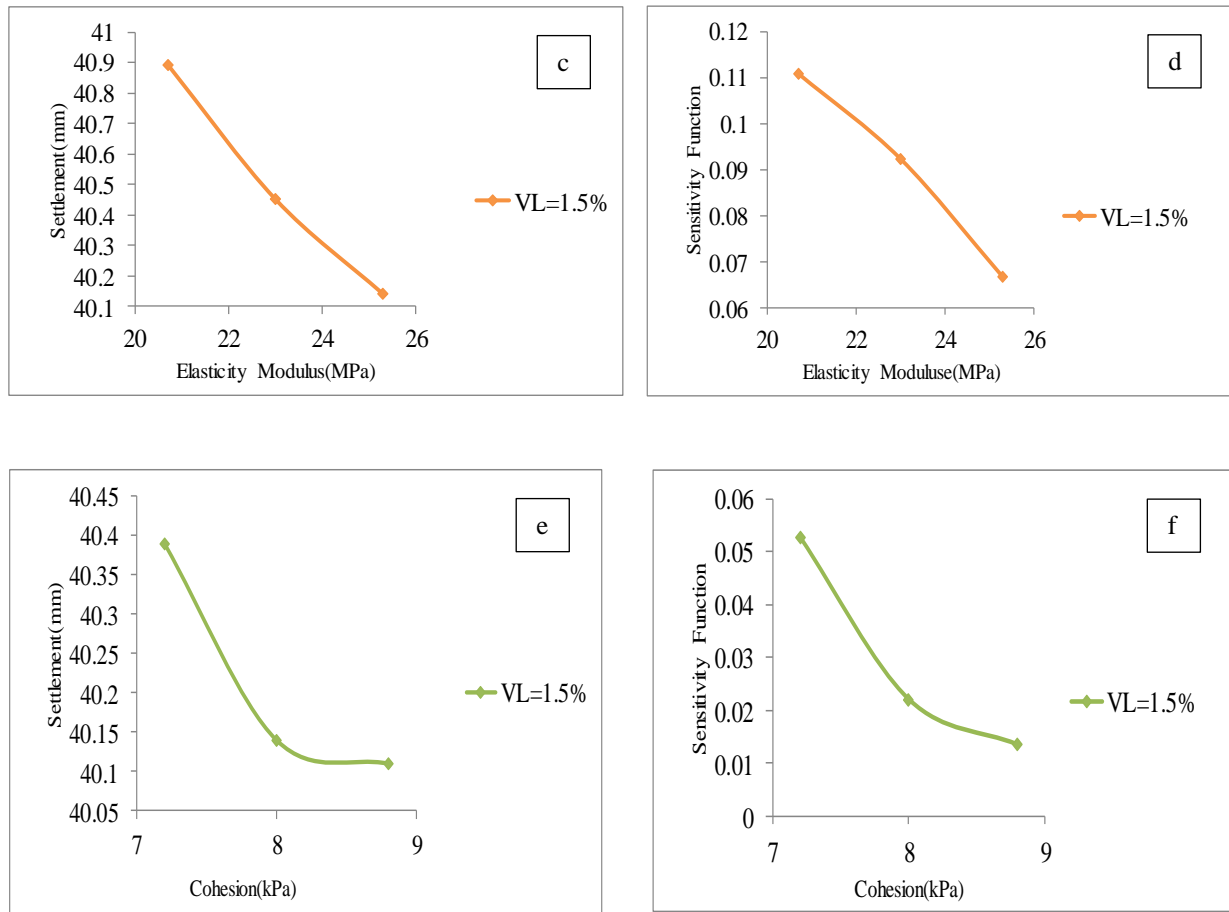 c
41
40.9
40.8
40.7
40.6
40.5
40.4
40.3
40.2
40.1
Settlement(mm)
20 22 24 26
Elasticity Modulus(MPa)
VL=1.5%
d
0.12
0.11
0.1
0.09
0.08
0.07
0.06
Sensitivity Function
20 22 24 26
Elasticity Moduluse(MPa)
VL=1.5%
e
40.45
40.4
40.35
40.3
40.25
40.2
40.15
40.1
40.05
Settlement(mm)
7 8 9
Cohesion(kPa)
VL=1.5%
f
0.06
0.05
0.04
0.03
0.02
0.01
0
Sensitivity Function
7 8 9
Cohesion(kPa)
VL=1.5%